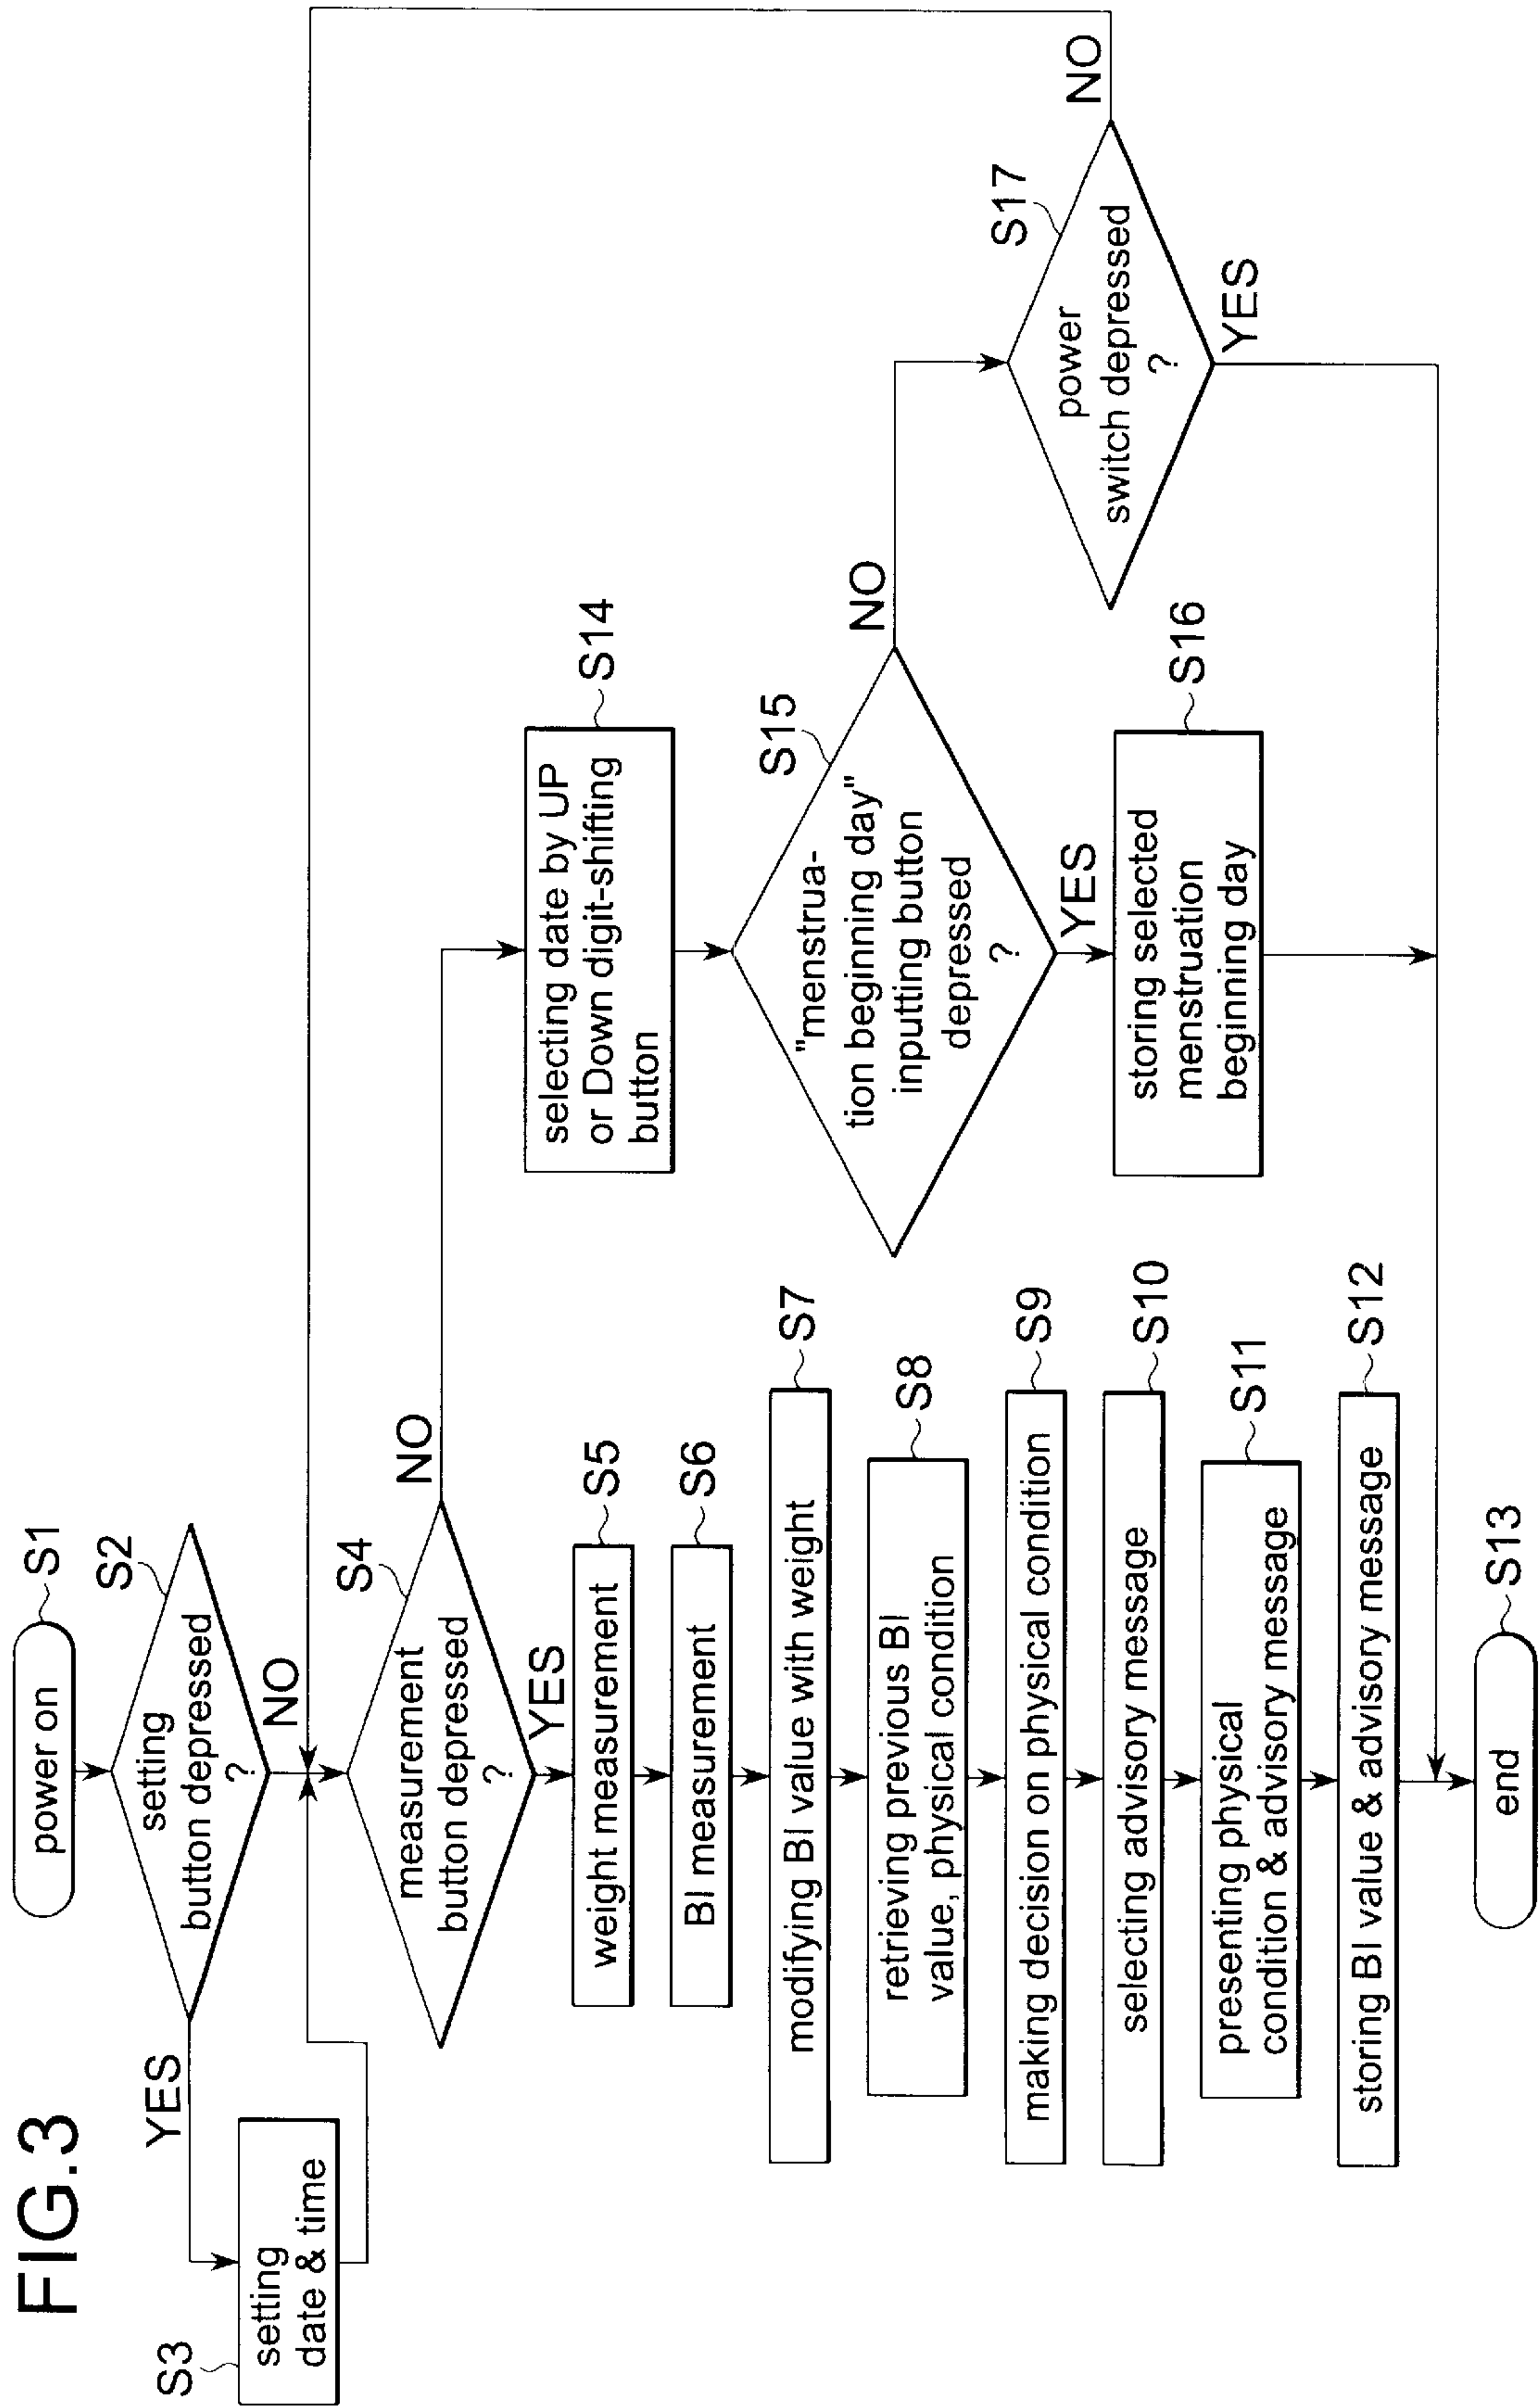 FIG.3
power on
S1
setting
button depressed
?
S2
YES
NO
setting
date & time
S3
measurement
button depressed
?
S4
NO
YES
weight measurement
S5
BI measurement
S6
modifying BI value with weight
S7
retrieving previous BI
value, physical condition
S8
making decision on physical condition
S9
selecting advisory message
S10
presenting physical
condition & advisory message
S11
storing BI value & advisory message
S12
end
S13
selecting date by UP
or Down digit-shifting
button
S14
"menstrua-
tion beginning day"
inputting button
depressed
?
S15
NO
YES
storing selected
menstruation
beginning day
S16
power
switch depressed
?
S17
NO
YES